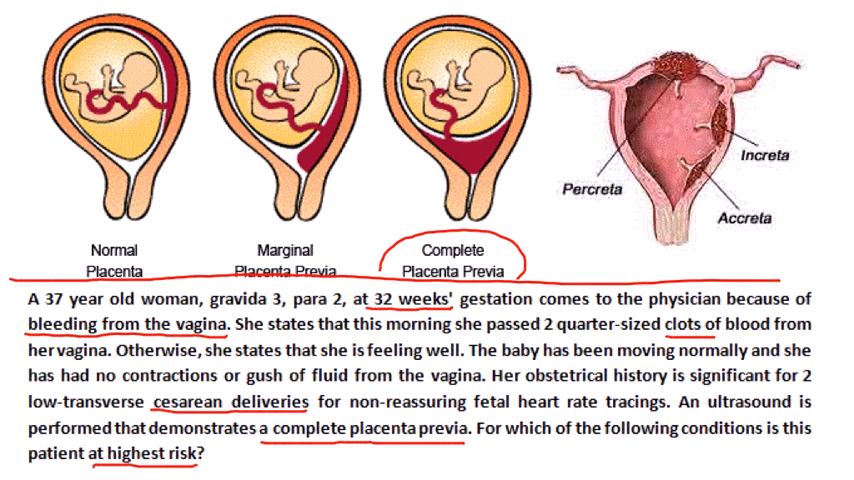 Normal
Placenta
Marginal
Placenta Previa
Complete
Placenta Previa
Percreta
Increta
Accreta
A 37 year old woman, gravida 3, para 2, at 32 weeks' gestation comes to the physician because of
bleeding from the vagina. She states that this morning she passed 2 quarter-sized clots of blood from
her vagina. Otherwise, she states that she is feeling well. The baby has been moving normally and she
has had no contractions or gush of fluid from the vagina. Her obstetrical history is significant for 2
low-transverse cesarean deliveries for non-reassuring fetal heart rate tracings. An ultrasound is
performed that demonstrates a complete placenta previa. For which of the following conditions is this
patient at highest risk?